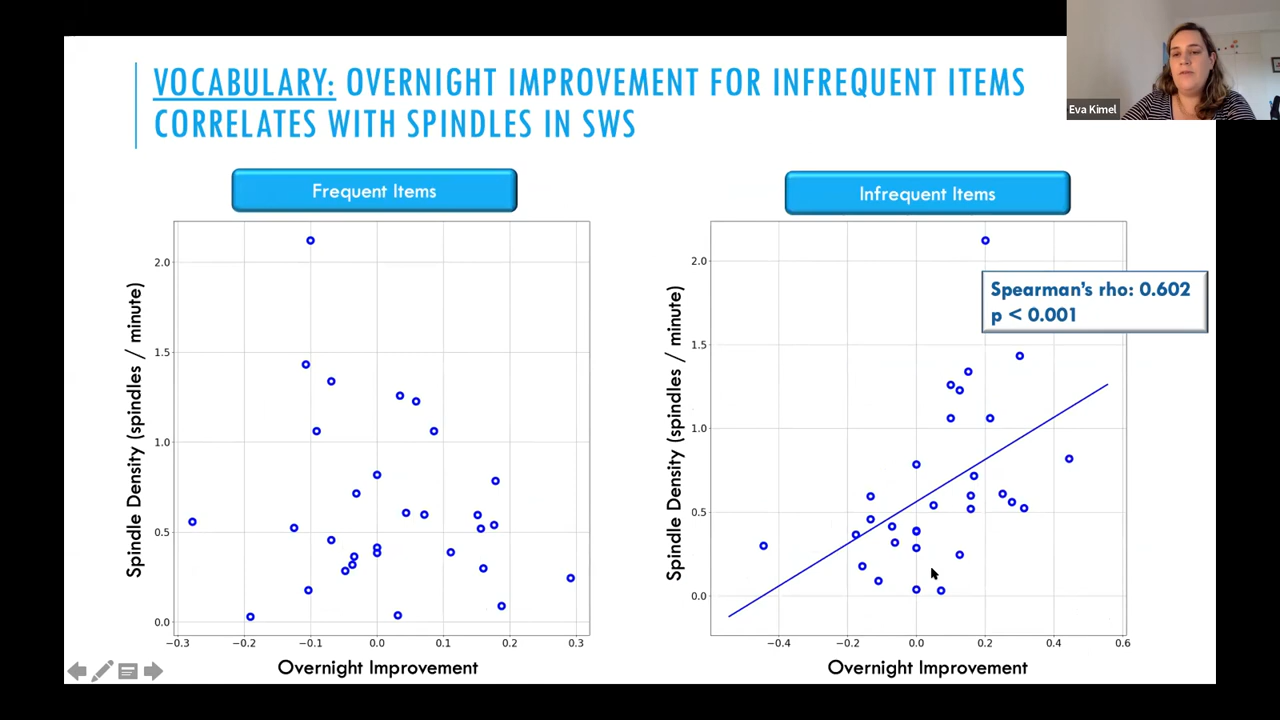 VOCABULARY: OVERNIGHT IMPROVEMENT FOR INFREQUENT ITEMS
CORRELATES WITH SPINDLES IN SWS
Eva Kimel
Frequent Items
Spindle Density (spindles / minute)
2.0
1.5
1.0
0.5
0.0
−0.3 −0.2 −0.1 0.0 0.1 0.2 0.3
Overnight Improvement
Infrequent Items
Spearman's rho: 0.602
p < 0.001
Spindle Density (spindles / minute)
2.0
1.5
1.0
0.5
0.0
−0.4 −0.2 0.0 0.2 0.4 0.6
Overnight Improvement